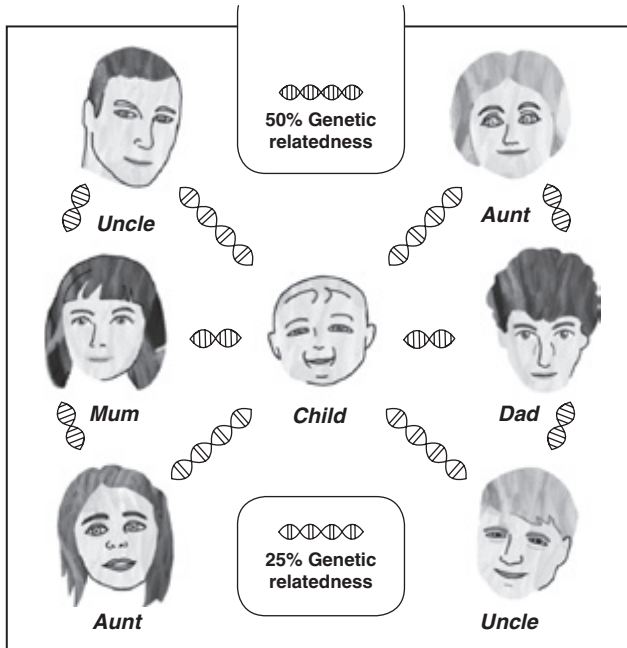 50% Genetic
relatedness
Uncle
Aunt
Mum
Child
Dad
25% Genetic
relatedness
Aunt
Uncle